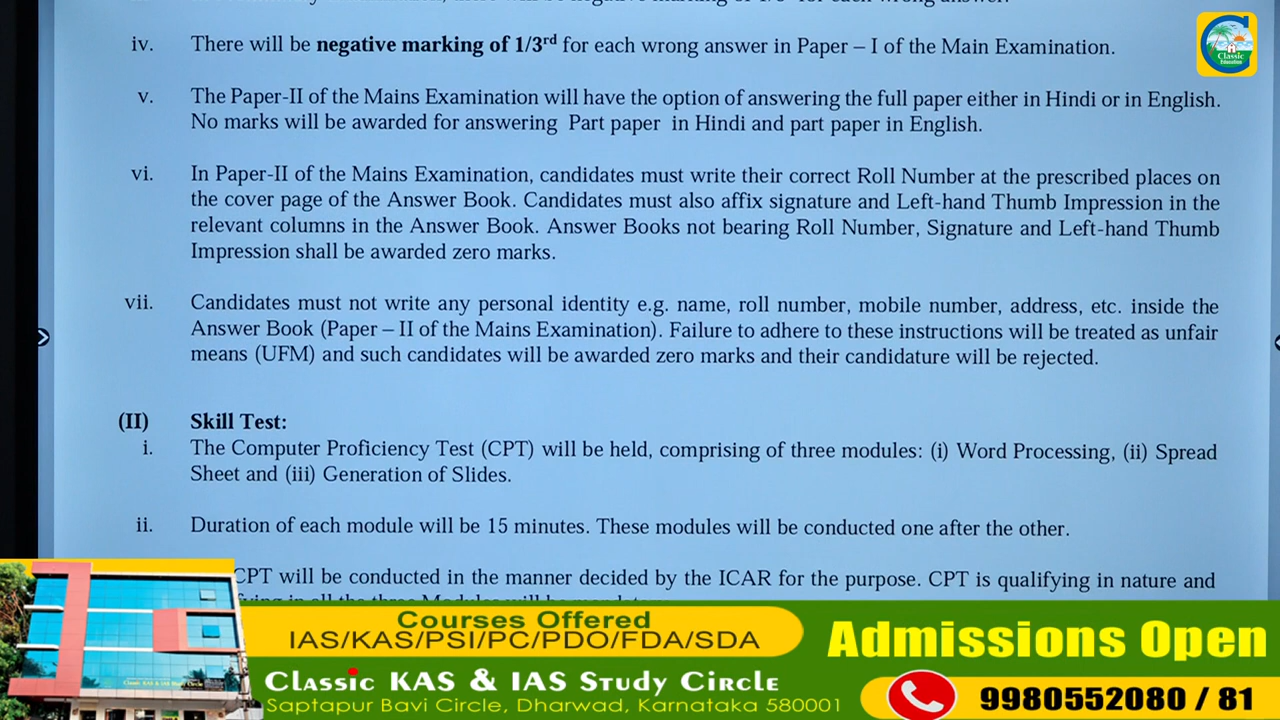 iv. There will be negative marking of 1/3rd for each wrong answer in Paper – I of the Main Examination.
v. The Paper-II of the Mains Examination will have the option of answering the full paper either in Hindi or in English.
No marks will be awarded for answering Part paper in Hindi and part paper in English.
vi. In Paper-II of the Mains Examination, candidates must write their correct Roll Number at the prescribed places on
the cover page of the Answer Book. Candidates must also affix signature and Left-hand Thumb Impression in the
relevant columns in the Answer Book. Answer Books not bearing Roll Number, Signature and Left-hand Thumb
Impression shall be awarded zero marks.
vii. Candidates must not write any personal identity e.g. name, roll number, mobile number, address, etc. inside the
Answer Book (Paper – II of the Mains Examination). Failure to adhere to these instructions will be treated as unfair
means (UFM) and such candidates will be awarded zero marks and their candidature will be rejected.
(II) Skill Test:
i. The Computer Proficiency Test (CPT) will be held, comprising of three modules: (i) Word Processing, (ii) Spread
Sheet and (iii) Generation of Slides.
ii. Duration of each module will be 15 minutes. These modules will be conducted one after the other.
CPT will be conducted in the manner decided by the ICAR for the purpose. CPT is qualifying in nature and
Classic
Education
Courses Offered
IAS/KAS/PSI/PC/PDO/FDA/SDA
Classic KAS & IAS Study Circle
Saptapur Bavi Circle, Dharwad, Karnataka 580001
Admissions Open
9980552080 / 81